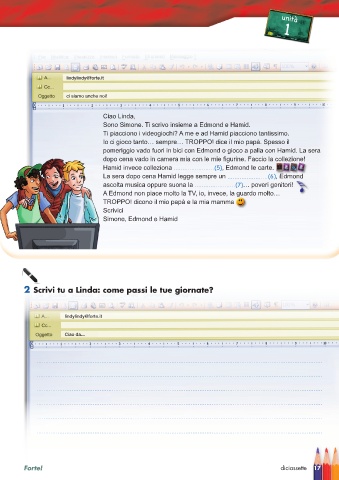 unità
1
A... lindylindy@forte.it
Cc...
Oggetto ci siamo anche noi!
Ciao Linda,
Sono Simone. Ti scrivo insieme a Edmond e Hamid.
Ti piacciono i videogiochi? A me e ad Hamid piacciono tantissimo.
Io ci gioco tanto... sempre... TROPPO! dice il mio papà. Spesso il
pomeriggio vado fuori in bici con Edmond o gioco a palla con Hamid. La sera
dopo cena vado in camera mia con le mie figurine. Faccio la collezione!
Hamid invece colleziona .................. (5), Edmond le carte.
La sera dopo cena Hamid legge sempre un .................. (6), Edmond
ascolta musica oppure suona la .................. (7)... poveri genitori!
A Edmond non piace molto la TV, io, invece, la guardo molto...
TROPPO! dicono il mio papà e la mia mamma
Scrivici
Simone, Edmond e Hamid
2 Scrivi tu a Linda: come passi le tue giornate?
A... lindylindy@forte.it
Cc...
Oggetto Ciao da...
Forte!
diciassette 17